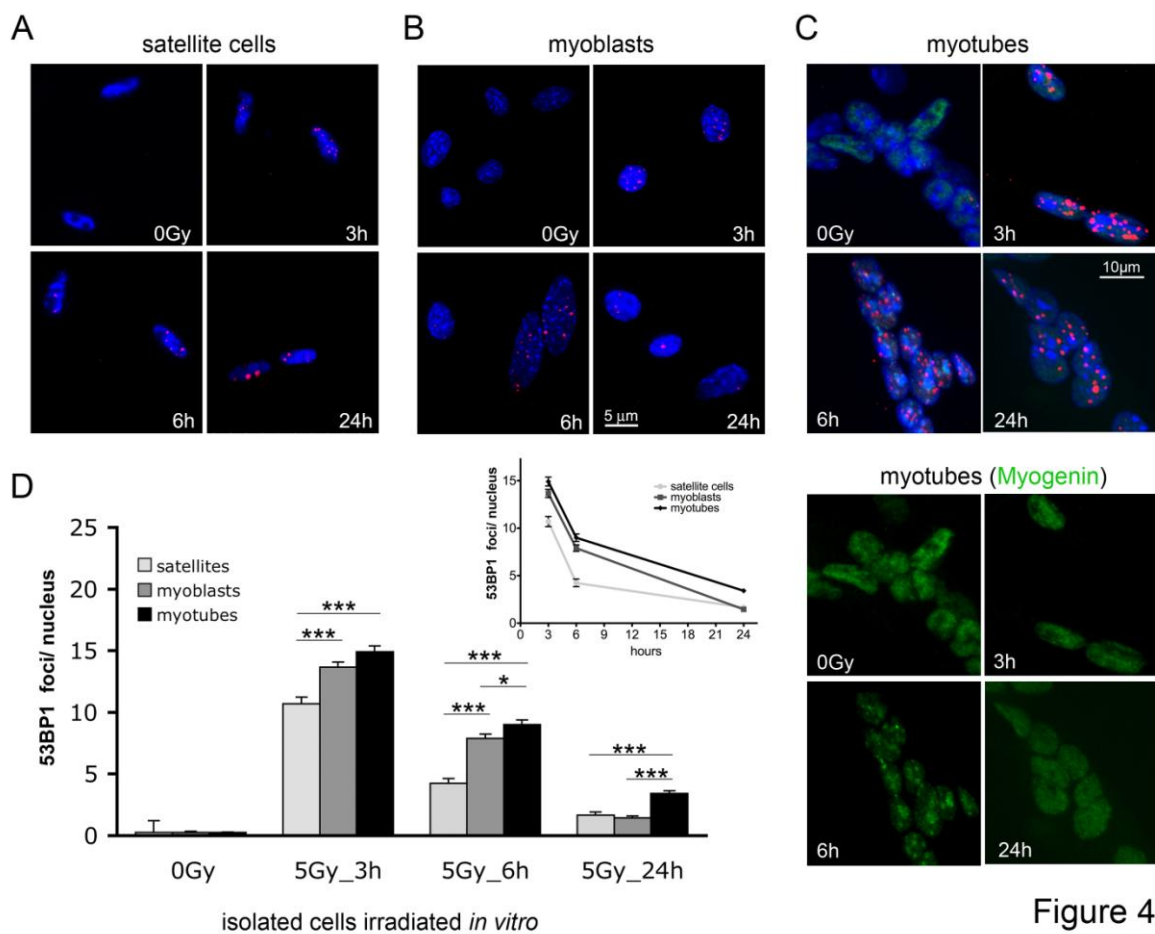 A
satellite cells
0Gy
3h
6h
24h
B
myoblasts
0Gy
3h
6h
5 µm
24h
C
myotubes
0Gy
3h
6h
10µm
24h
myotubes (Myogenin)
0Gy
3h
6h
24h
D
53BP1 foci/ nucleus
25
20
15
10
5
0
satellites
myoblasts
myotubes
***
***
***
*
***
***
***
0Gy
5Gy_3h
5Gy_6h
5Gy_24h
isolated cells irradiated in vitro
53BP1 foci/ nucleus
15
10
5
0
satellite cells
myoblasts
myotubes
0 3 6 9 12 15 18 21 24
hours
Figure 4